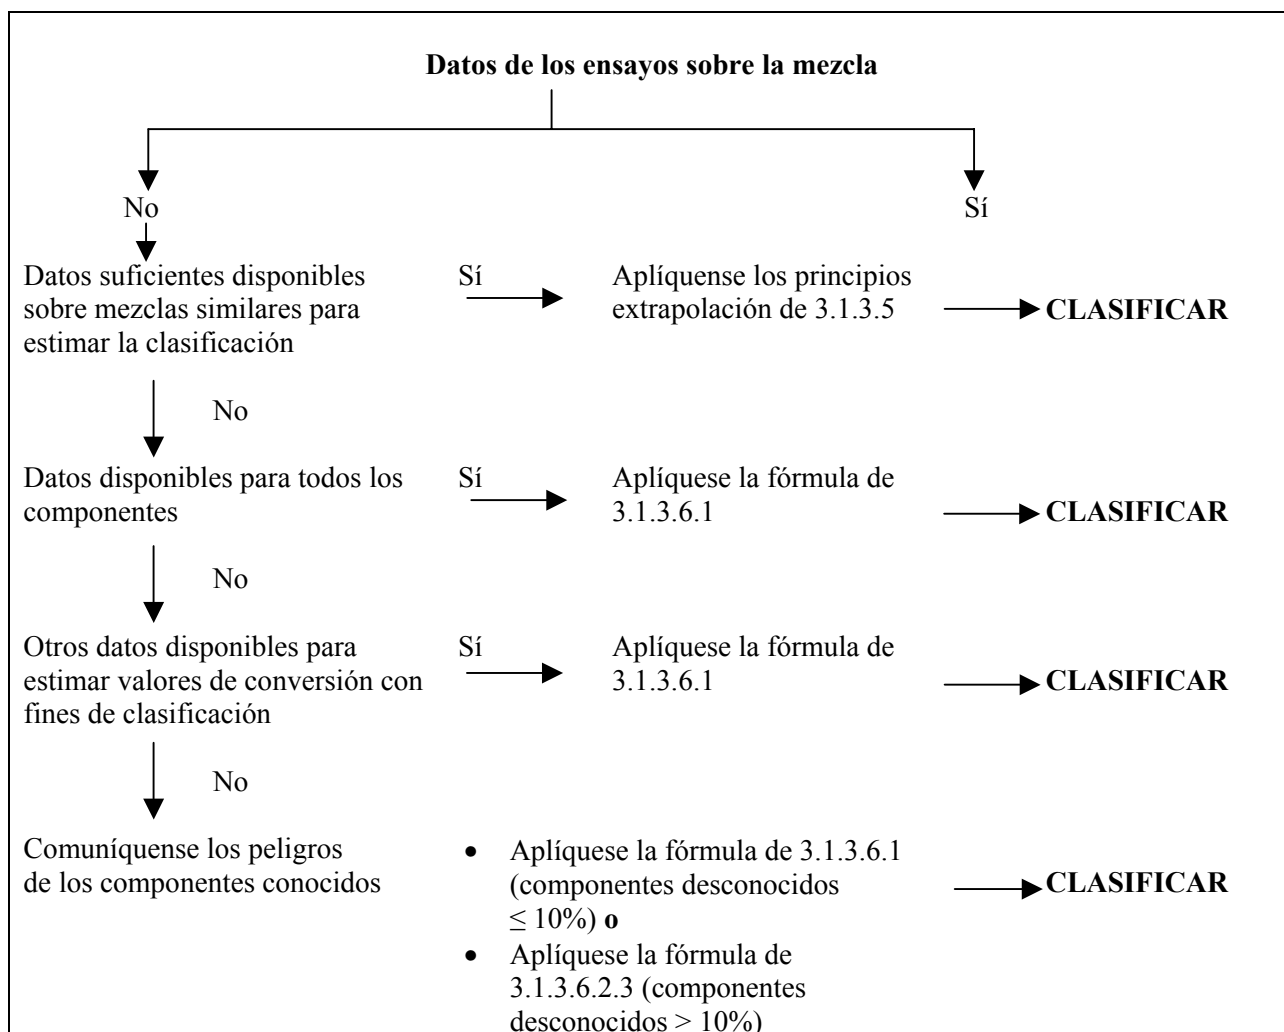 Datos de los ensayos sobre la mezcla
No
Sí
Datos suficientes disponibles
sobre mezclas similares para
estimar la clasificación
Sí
Aplíquense los principios
extrapolación de 3.1.3.5
CLASIFICAR
No
Datos disponibles para todos los
componentes
Sí
Aplíquese la fórmula de
3.1.3.6.1
CLASIFICAR
No
Otros datos disponibles para
estimar valores de conversión con
fines de clasificación
Sí
Aplíquese la fórmula de
3.1.3.6.1
CLASIFICAR
No
Comuníquense los peligros
de los componentes conocidos
• Aplíquese la fórmula de 3.1.3.6.1
(componentes desconocidos
≤ 10%) o
• Aplíquese la fórmula de
3.1.3.6.2.3 (componentes
desconocidos > 10%)
CLASIFICAR